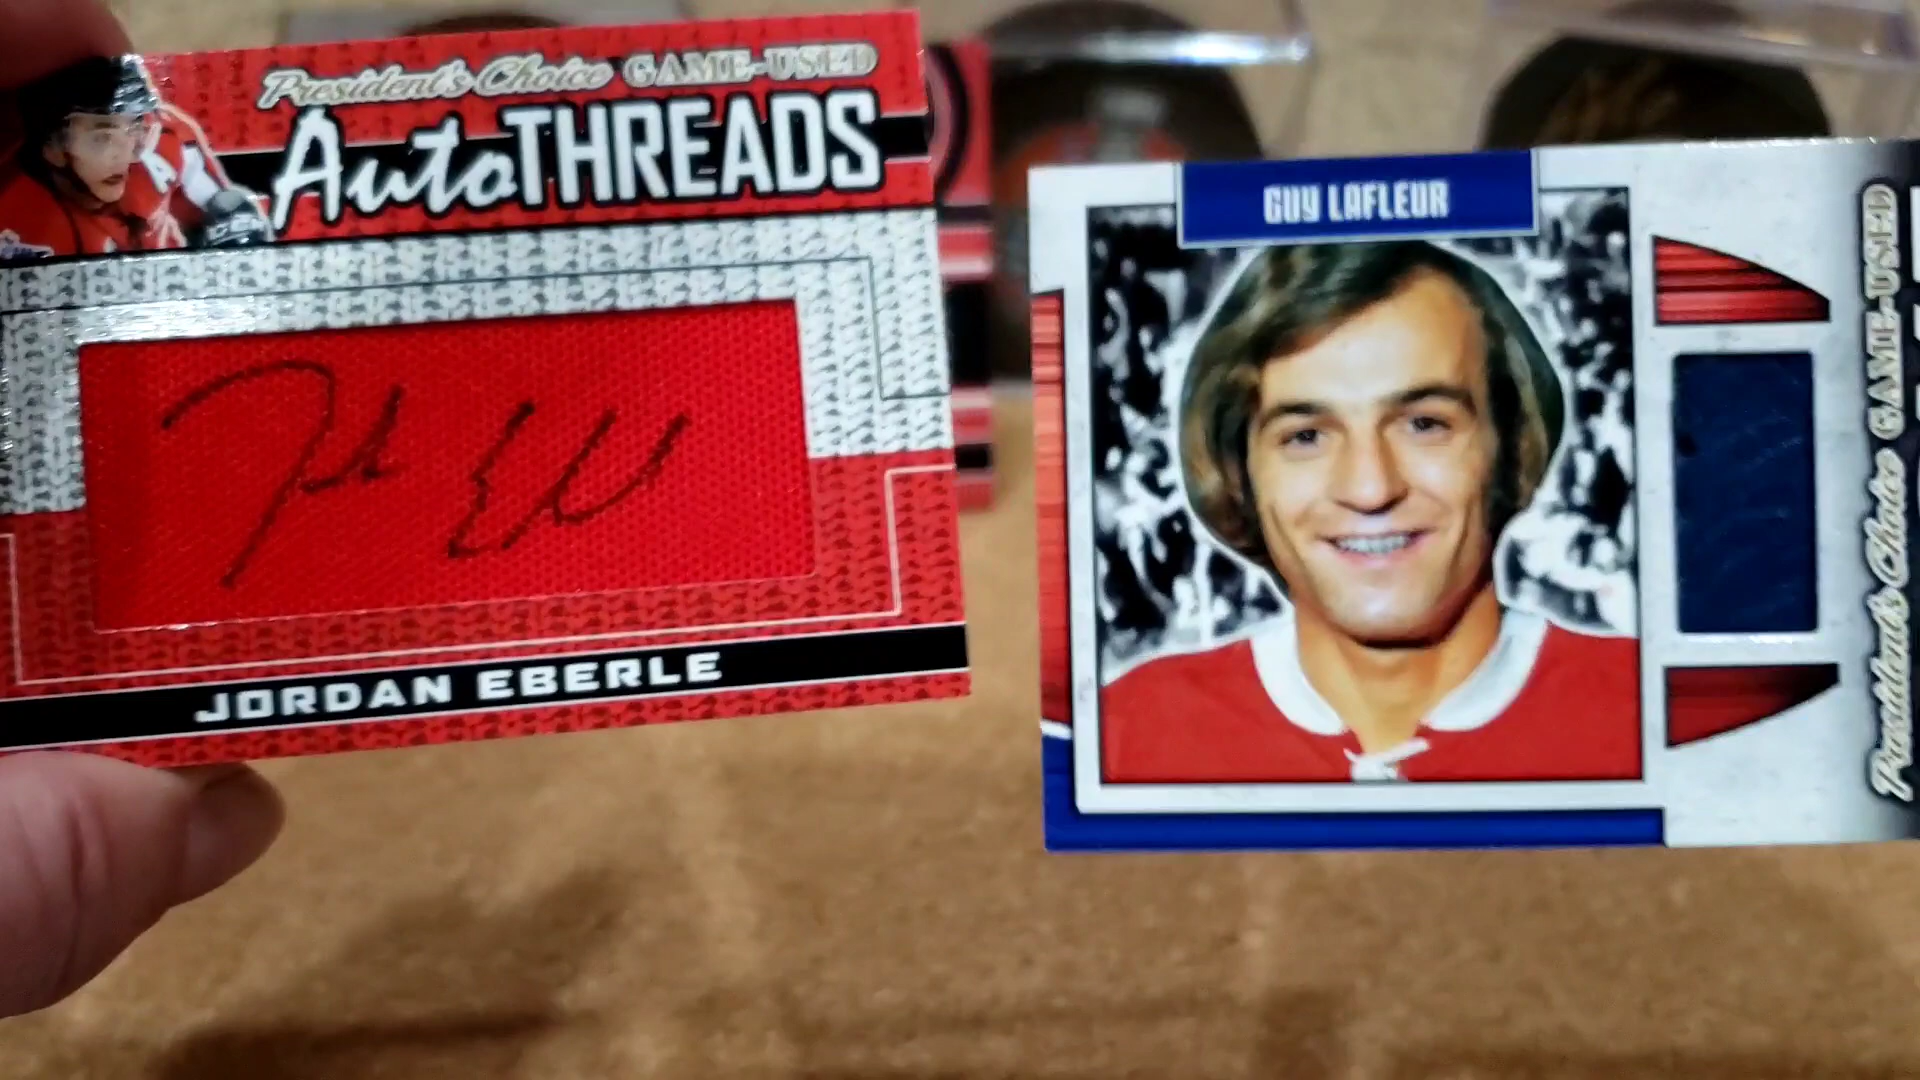 President's Choice GAME-USED
AutoTHREADS
JORDAN EBERLE
GUY LAFLEUR
President's Choice GAME-USED